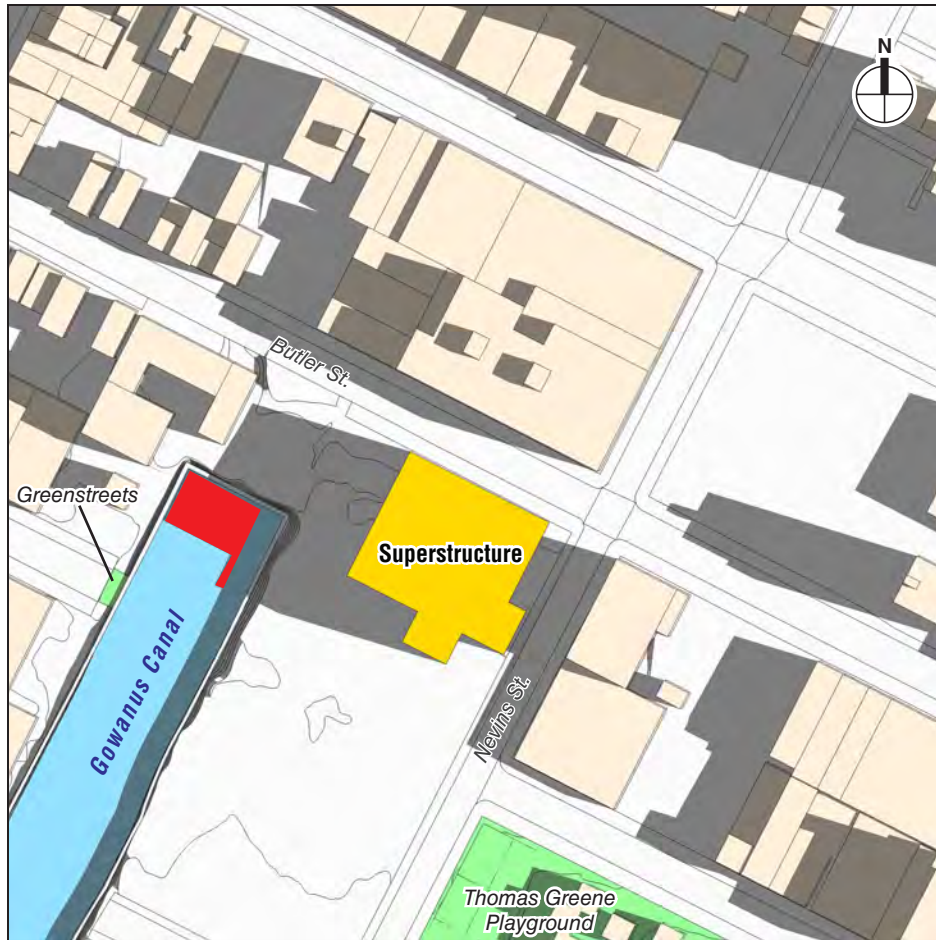 N
Butler St.
Greenstreets
Superstructure
Gowanus Canal
Nevins St.
Thomas Greene
Playground